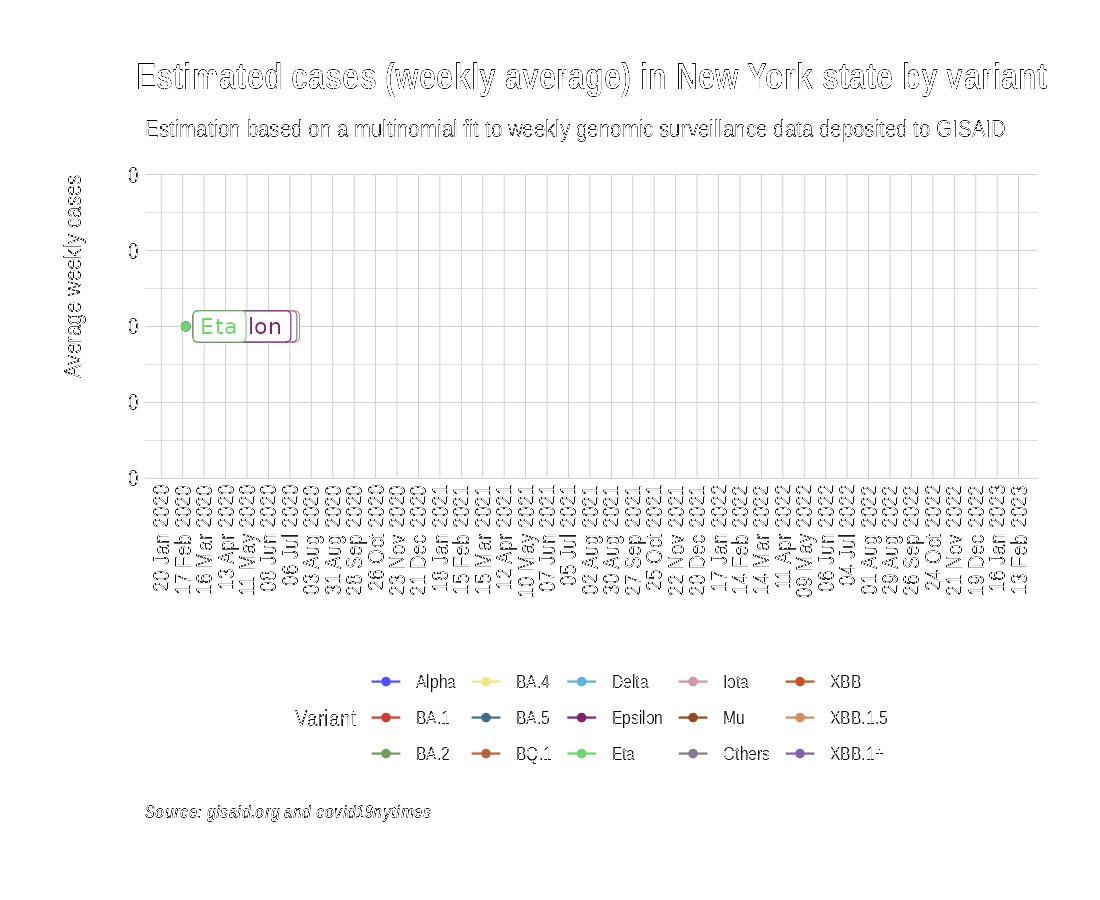 Estimated cases (weekly average) in New York state by variant
Estimation based on a multinomial fit to weekly genomic surveillance data deposited to GISAID
Average weekly cases
0
0
0
0
0
Eta
lon
20 Jan 2020
17 Feb 2020
16 Mar 2020
13 Apr 2020
11 May 2020
08 Jun 2020
06 Jul 2020
03 Aug 2020
31 Aug 2020
28 Sep 2020
26 Oct 2020
23 Nov 2020
21 Dec 2020
18 Jan 2021
15 Feb 2021
15 Mar 2021
12 Apr 2021
10 May 2021
07 Jun 2021
05 Jul 2021
02 Aug 2021
30 Aug 2021
27 Sep 2021
25 Oct 2021
22 Nov 2021
20 Dec 2021
17 Jan 2022
14 Feb 2022
14 Mar 2022
11 Apr 2022
09 May 2022
06 Jun 2022
04 Jul 2022
01 Aug 2022
29 Aug 2022
26 Sep 2022
24 Oct 2022
21 Nov 2022
19 Dec 2022
16 Jan 2023
13 Feb 2023
Variant
Alpha BA.4 Delta Iota XBB
BA.1 BA.5 Epsilon Mu XBB.1.5
BA.2 BQ.1 Eta Others XBB.1+
Source: gisaid.org and covid19nytimes